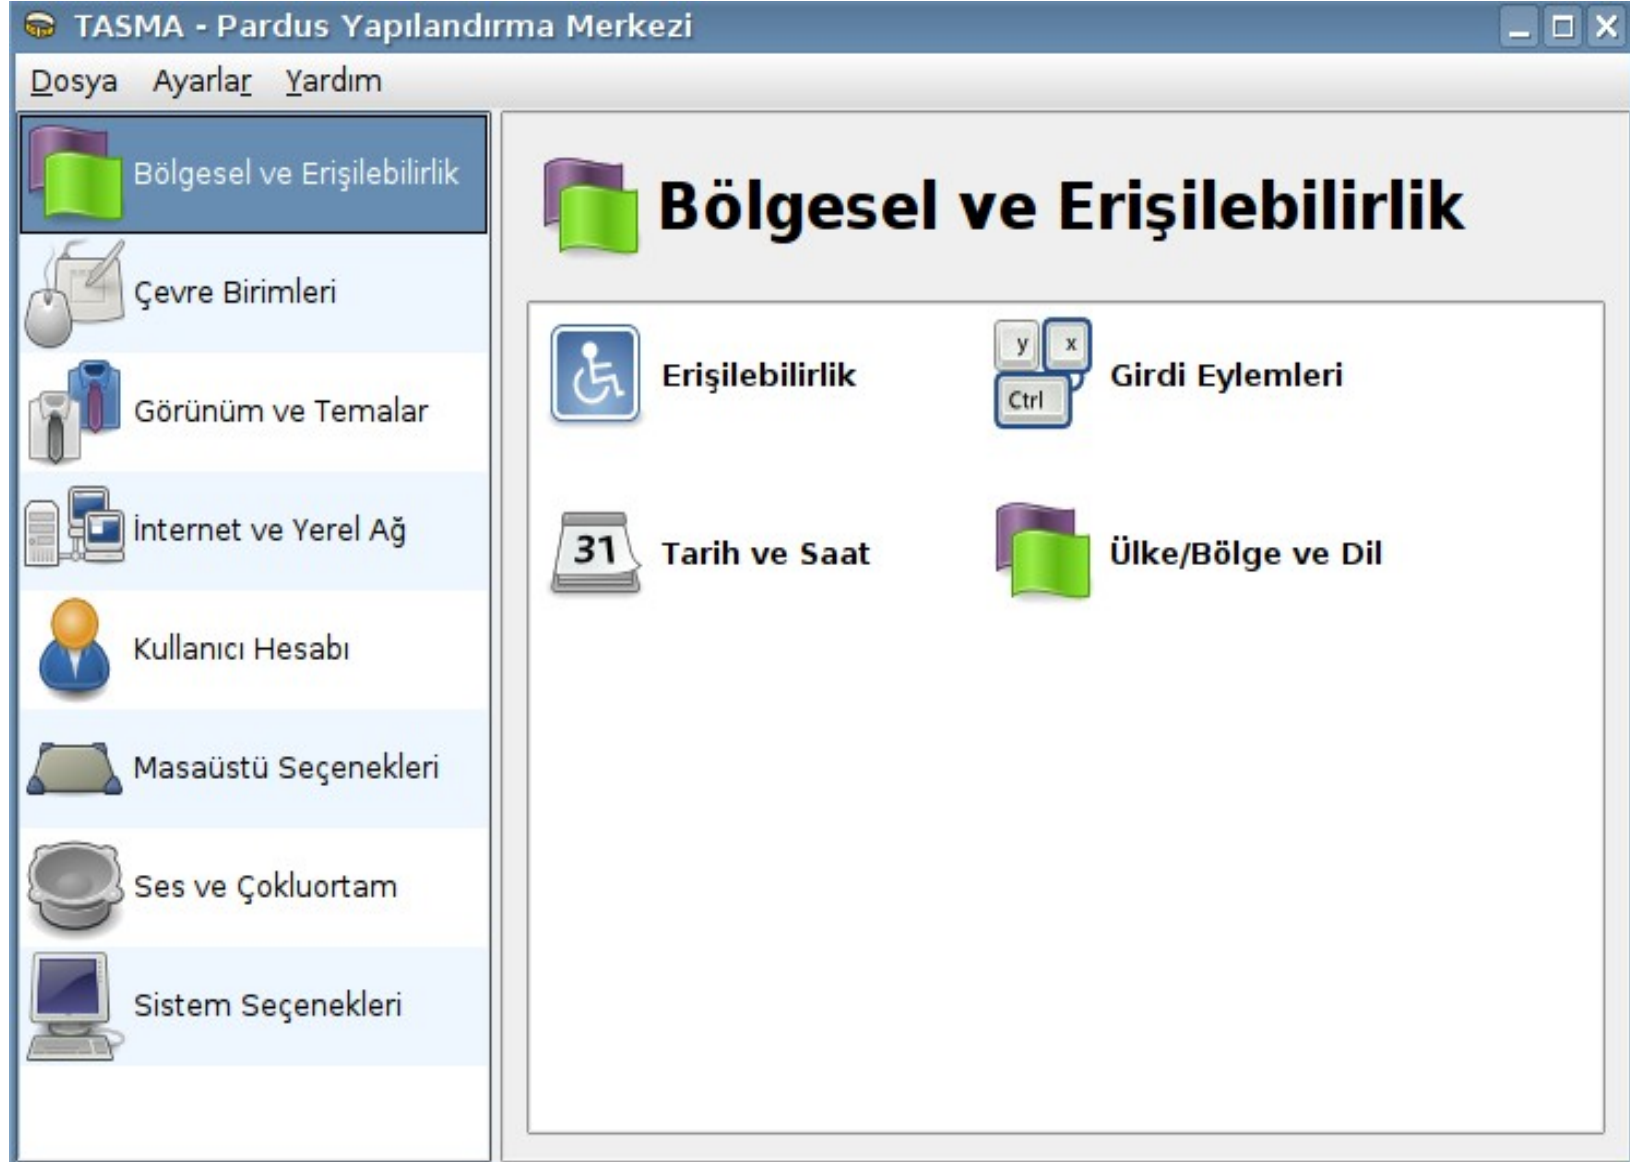 TASMA - Pardus Yapılandırma Merkezi
Dosya Ayarlar Yardım
Bölgesel ve Erişilebilirlik
Çevre Birimleri
Görünüm ve Temalar
İnternet ve Yerel Ağ
Kullanıcı Hesabı
Masaüstü Seçenekleri
Ses ve Çokluortam
Sistem Seçenekleri
Bölgesel ve Erişilebilirlik
Erişilebilirlik
y x
Ctrl
Girdi Eylemleri
31
Tarih ve Saat
Ülke/Bölge ve Dil